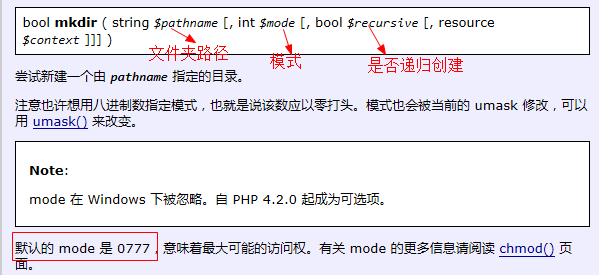 bool mkdir ( string $pathname [, int $mode [, bool $recursive [, resource
$context ]]] )
文件夹路径
模式
是否递归创建
尝试新建一个由 pathname 指定的目录。
注意也许想用八进制数指定模式，也就是说该数应以零打头。模式也会被当前的 umask 修改，可以
用 umask() 来改变。
Note:
mode 在 Windows 下被忽略。自 PHP 4.2.0 起成为可选项。
默认的 mode 是 0777，意味着最大可能的访问权。有关 mode 的更多信息请阅读 chmod() 页
面。